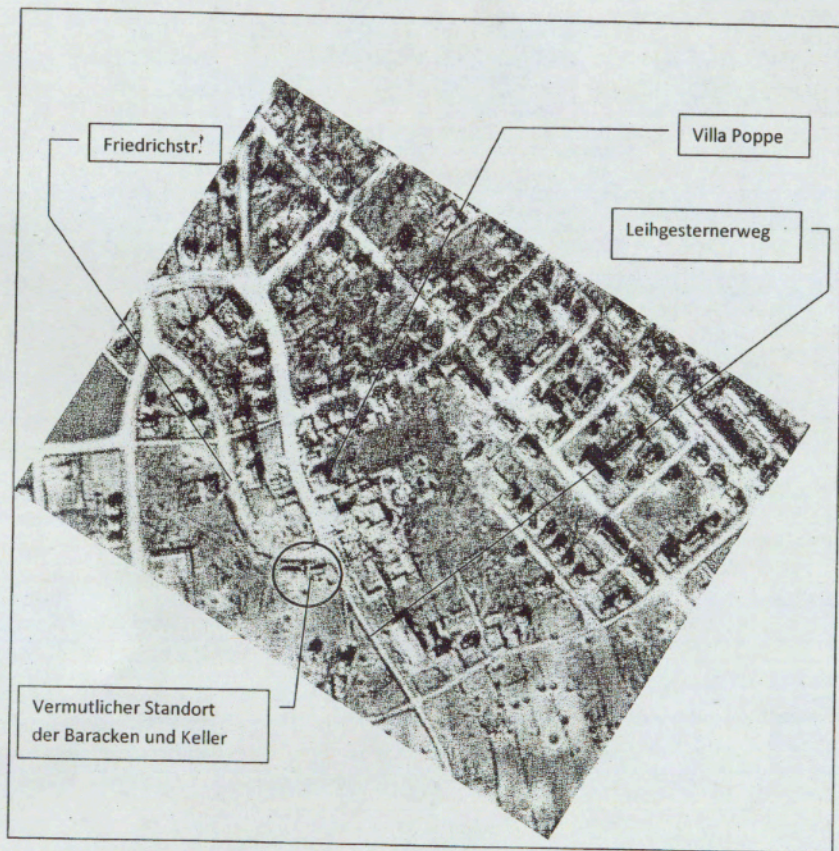 Friedrichstr.
Villa Poppe
Leihgesternerweg
Vermutlicher Standort
der Baracken und Keller